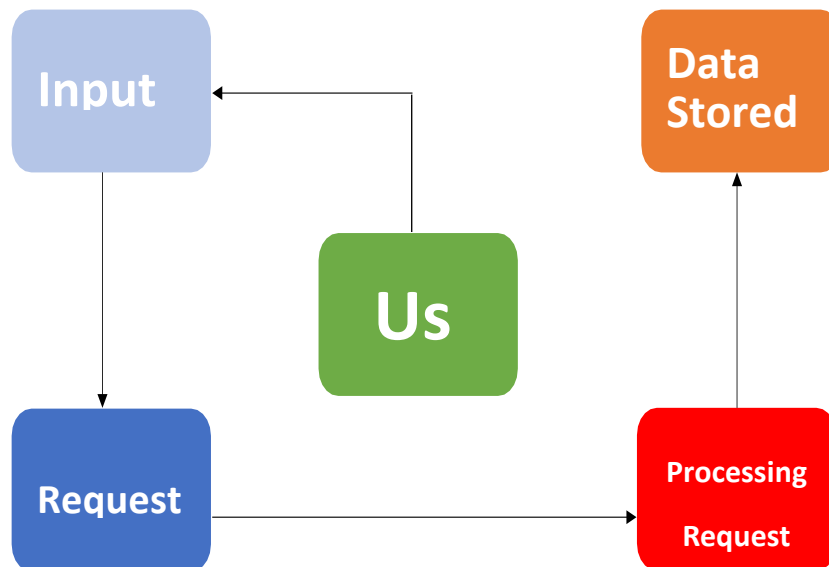 Input
Data
Stored
Us
Request
Processing
Request